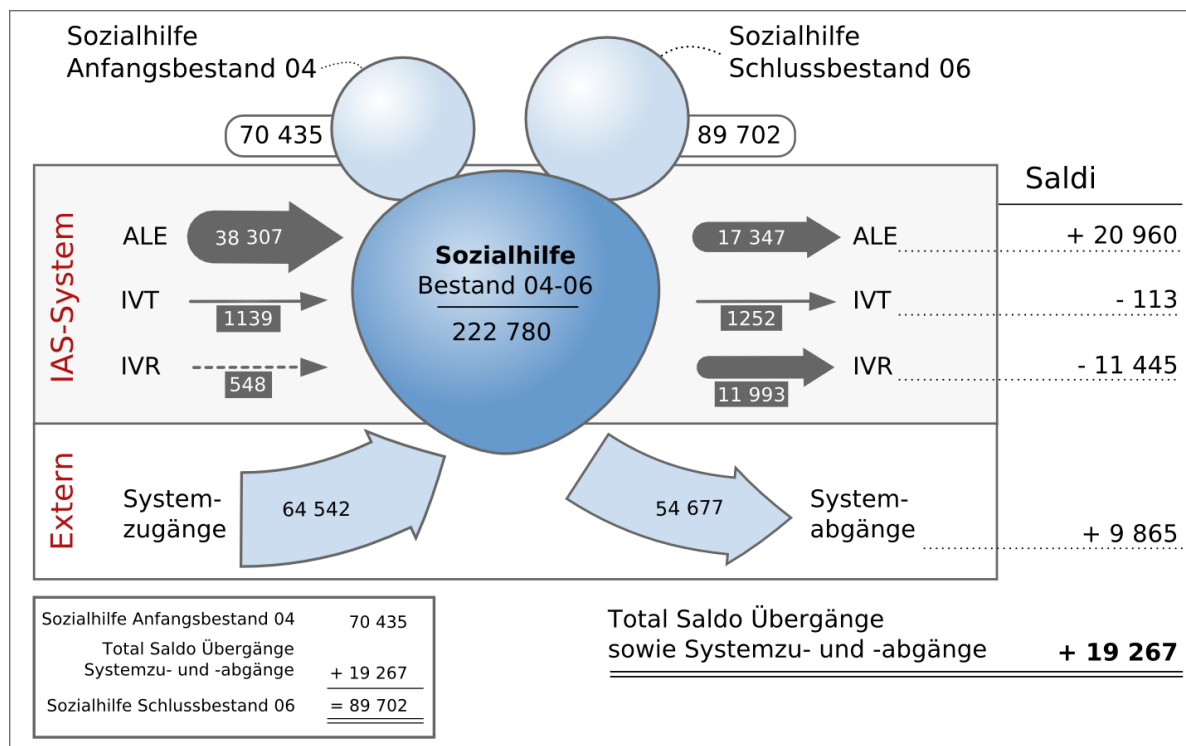 Sozialhilfe
Anfangsbestand 04
Sozialhilfe
Schlussbestand 06
70 435
89 702
Saldi
IAS-System
ALE
38 307
17 347
ALE
+ 20 960
IVT
1139
1252
IVT
- 113
IVR
548
11 993
IVR
- 11 445
Sozialhilfe
Bestand 04-06
222 780
Extern
System-
zugänge
64 542
54 677
System-
abgänge
+ 9 865
Sozialhilfe Anfangsbestand 04 70 435
Total Saldo Übergänge
Systemzu- und -abgänge + 19 267
Sozialhilfe Schlussbestand 06 = 89 702
Total Saldo Übergänge
sowie Systemzu- und -abgänge + 19 267